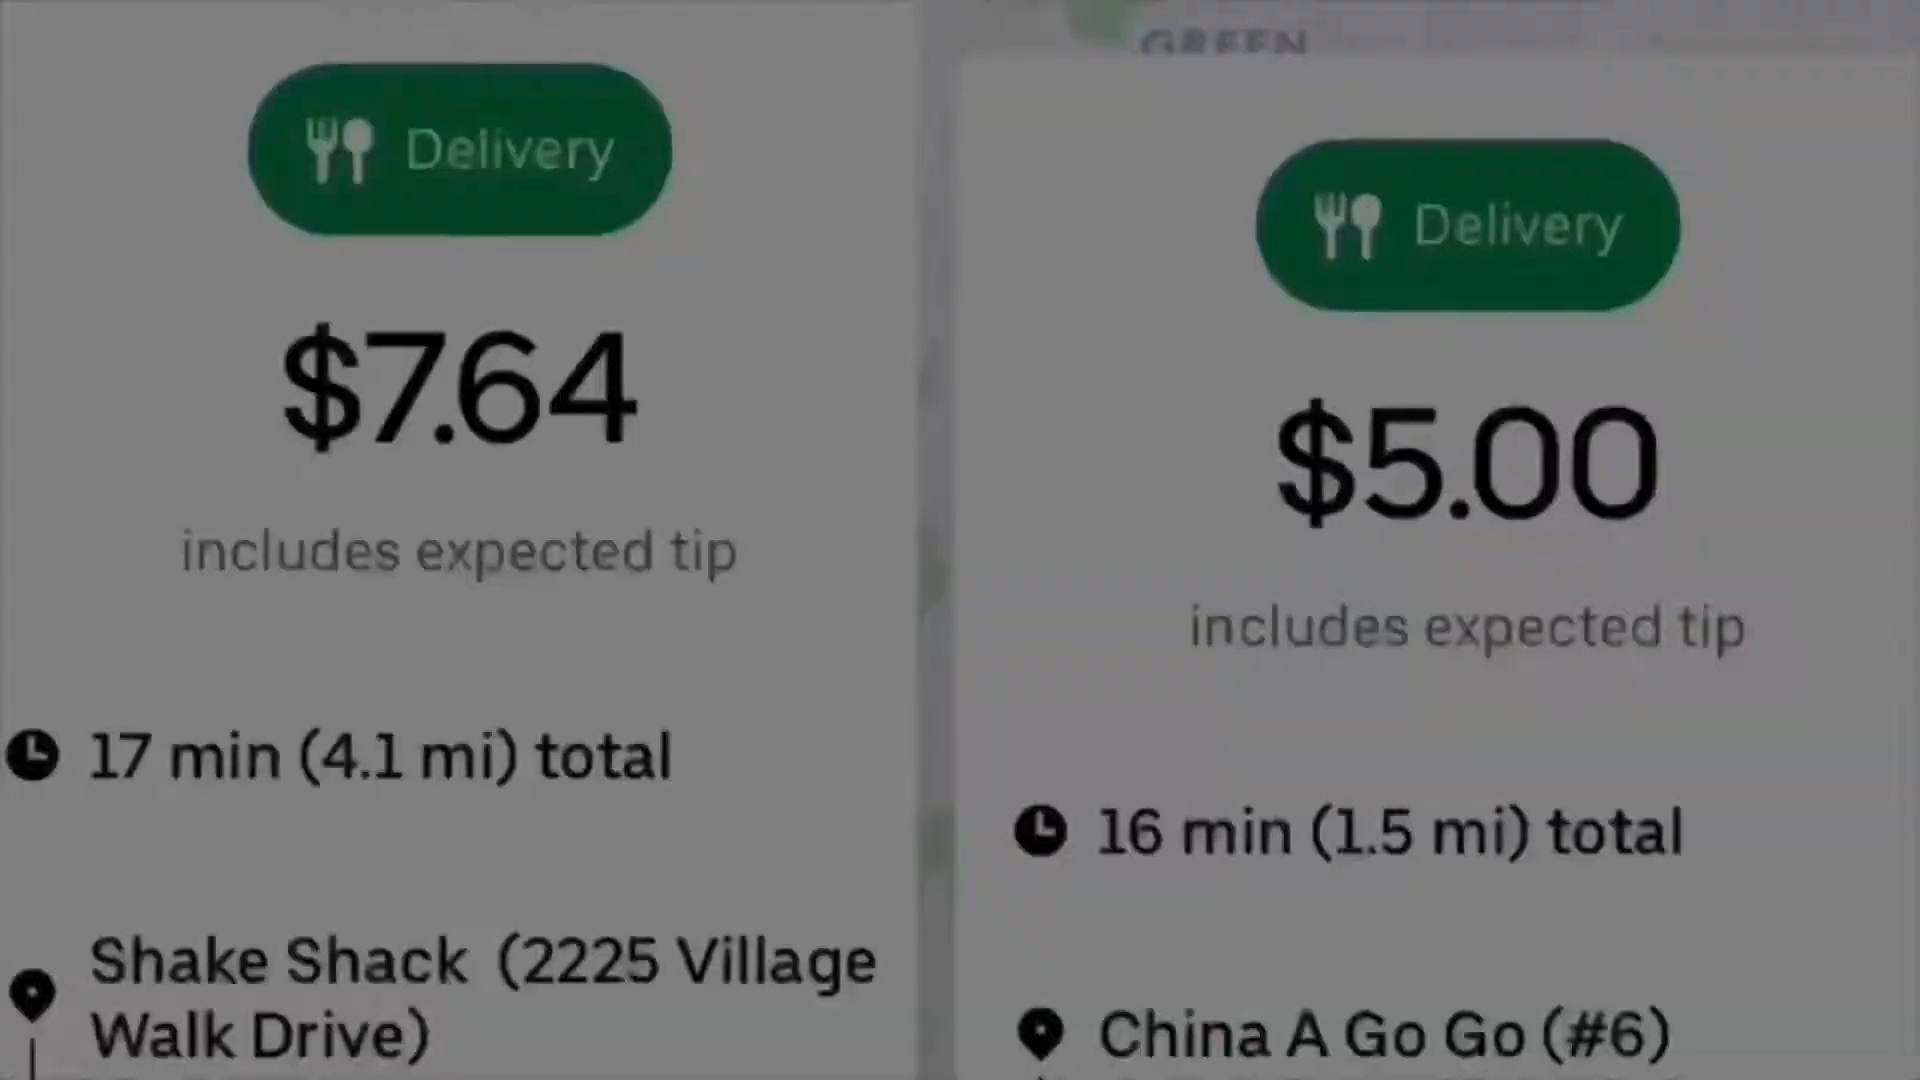 Delivery
$7.64
includes expected tip
17 min (4.1 mi) total
Shake Shack (2225 Village
Walk Drive)
GREEN
Delivery
$5.00
includes expected tip
16 min (1.5 mi) total
China A Go Go (#6)